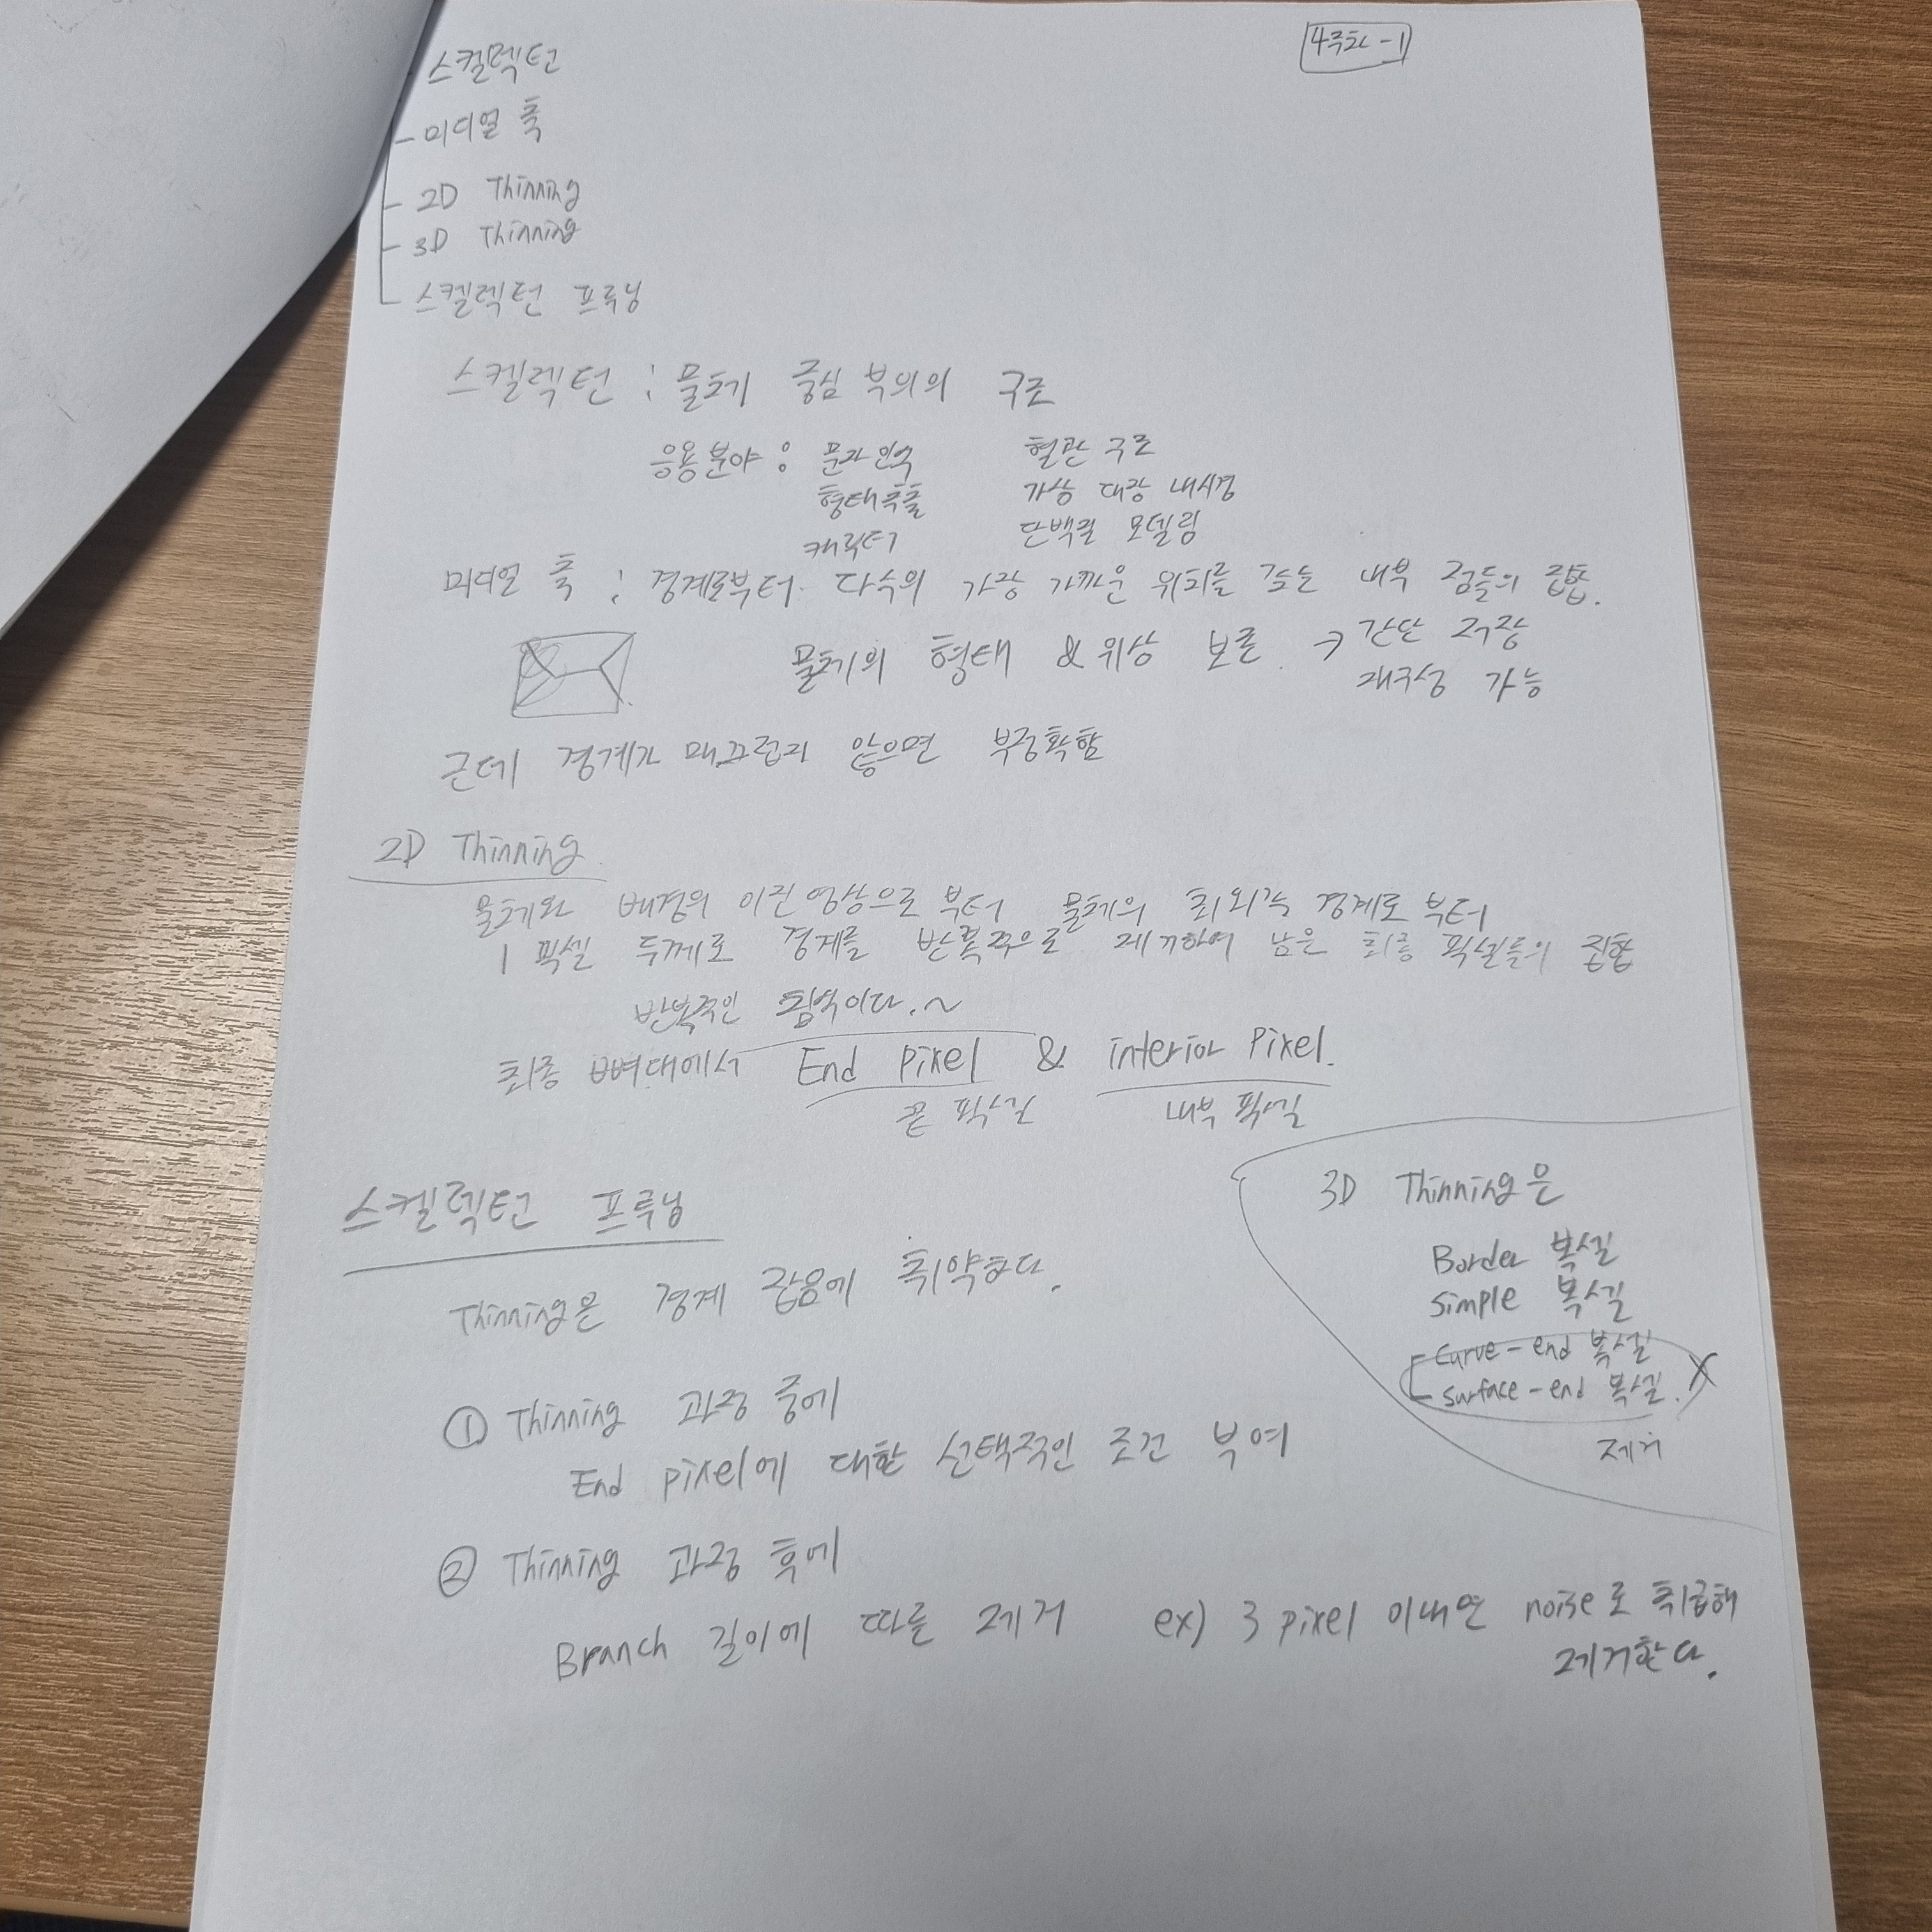 4주차-1
스켈렉턴
- 미디얼 축
- 2D Thinning
- 3D Thinning
- 스켈렉턴 프루닝
스켈렉턴 : 물체 중심 부의의 구조
응용분야 : 문자인식 혈관 구조
형태추출 가상 대장 내시경
캐릭터 단백질 모델링
미디얼 축 : 경계로부터 다수의 가장 가까운 위치를 갖는 내부 점들의 집합.
물체의 형태 & 위상 보존. → 간단 저장
재구성 가능
근데 경계가 매끄럽지 않으면 부정확함
2D Thinning
물체와 배경의 이진영상으로 부터 물체의 최외각 경계로 부터
1 픽셀 두께로 경계를 반복적으로 제거하여 남은 최종 픽셀들의 집합
반복적인 침식이다.~
최종 뼈대에서 End pixel & interior pixel.
끝 픽셀 내부 픽셀
3D Thinning은
Border 복셀
Simple 복셀
Curve-end 복셀
Surface-end 복셀. X
제거
스켈렉턴 프루닝
Thinning은 경계 잡음에 취약하다.
① Thinning 과정 중에
End pixel에 대한 선택적인 조건 부여
② Thinning 과정 후에
Branch 길이에 따른 제거 ex) 3 pixel 이내면 noise로 취급해
제거한다.